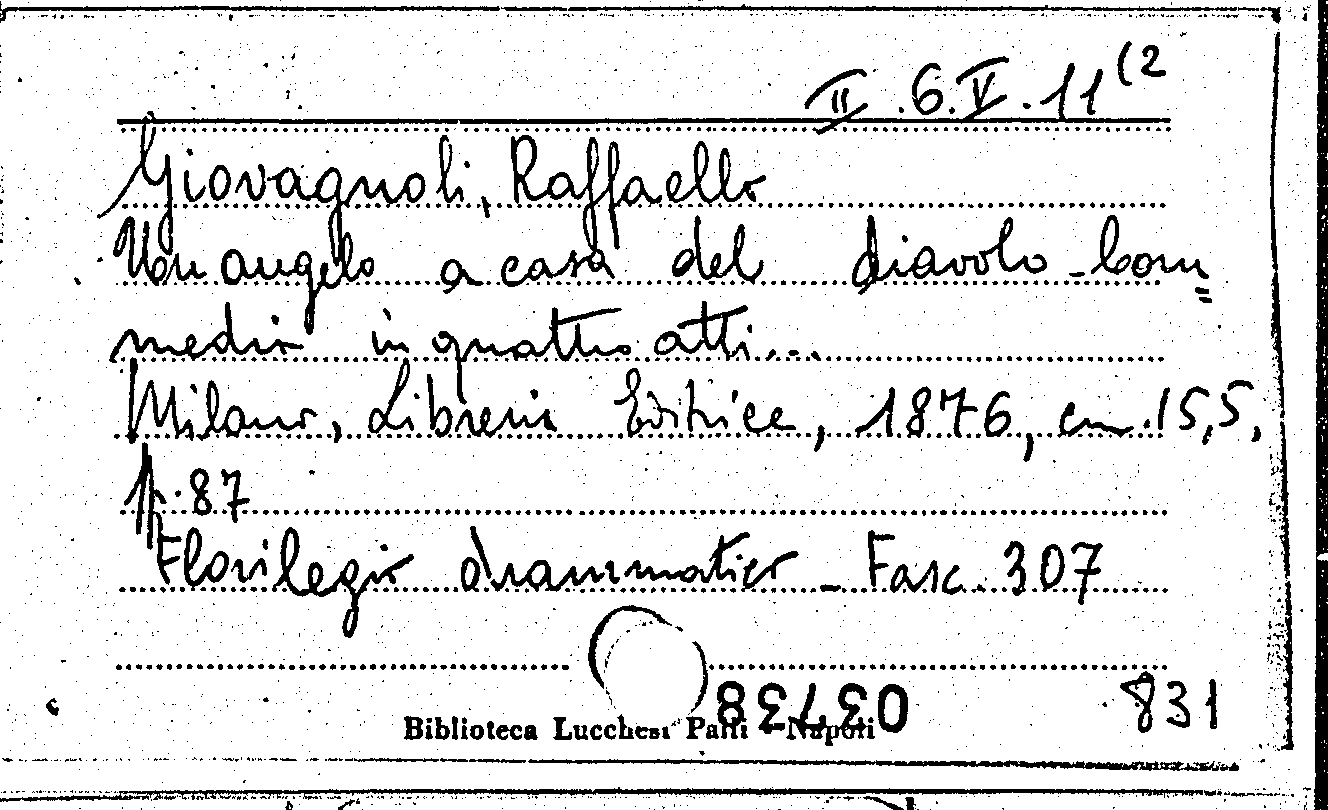 II.6.V.11(2
Giovagnoli, Raffaello
Un angelo a casa del diavolo - Com=
media in quattro atti...
Milano, Libreria Editrice, 1876, cm. 15,5,
p. 87
Florilegio drammatico - Fasc. 307
03738
831
Biblioteca Lucchesi Palli - Napoli